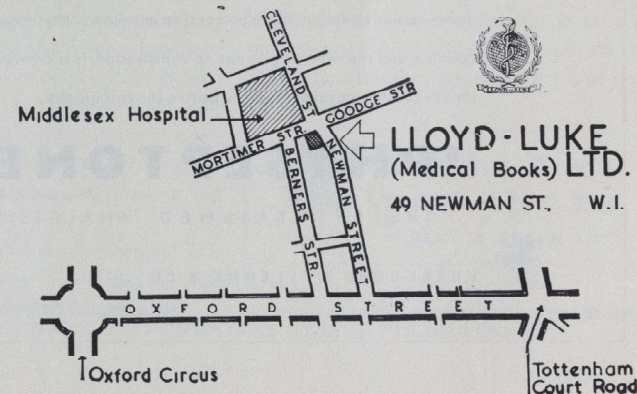 CLEVELAND ST.
GOODGE STR
Middlesex Hospital
MORTIMER STR.
BERNERS STR.
NEWMAN STREET
LLOYD-LUKE
(Medical Books) LTD.
49 NEWMAN ST., W.I.
OXFORD STREET
Oxford Circus
Tottenham
Court Road